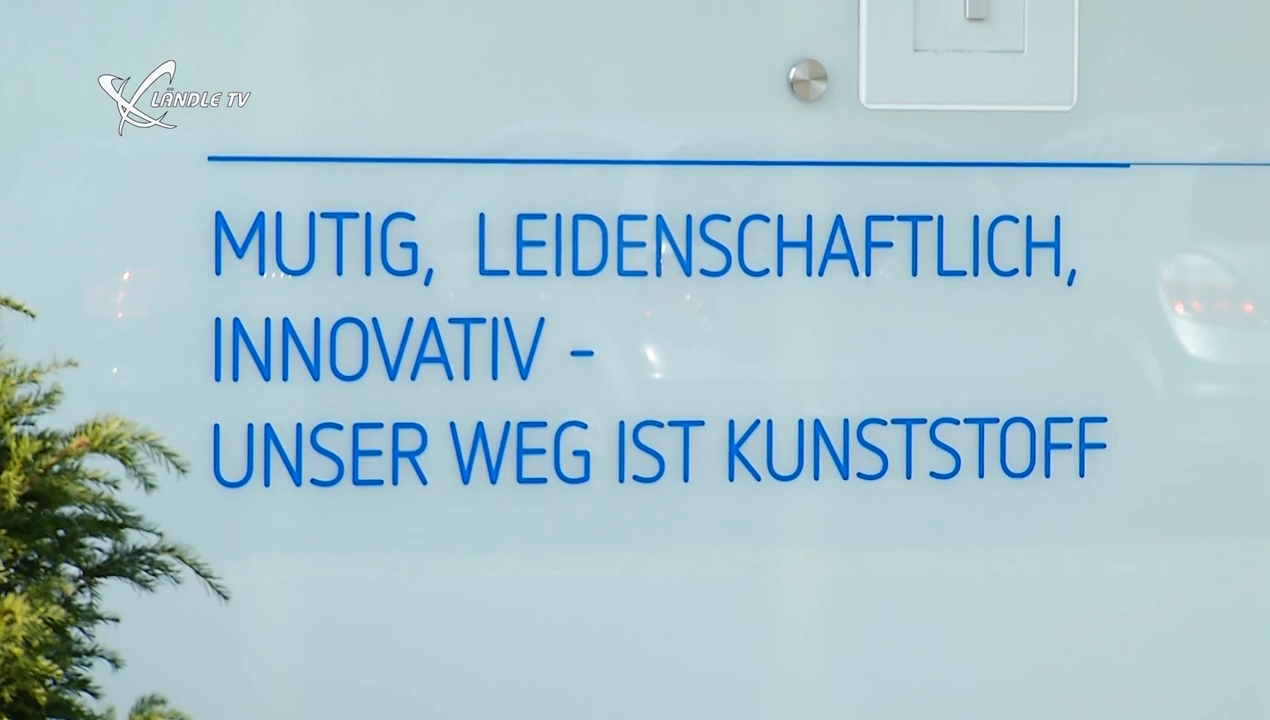 LÄNDLE TV
MUTIG, LEIDENSCHAFTLICH,
INNOVATIV -
UNSER WEG IST KUNSTSTOFF